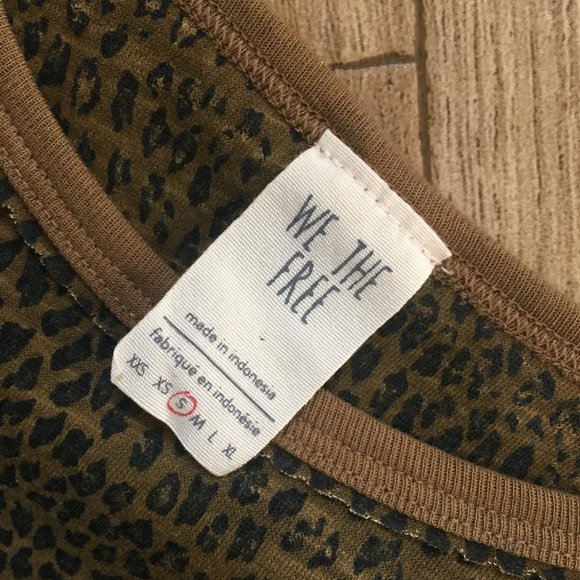 WE THE
FREE
made in indonesia
fabriqué en indonésie
XXS XS S M L XL